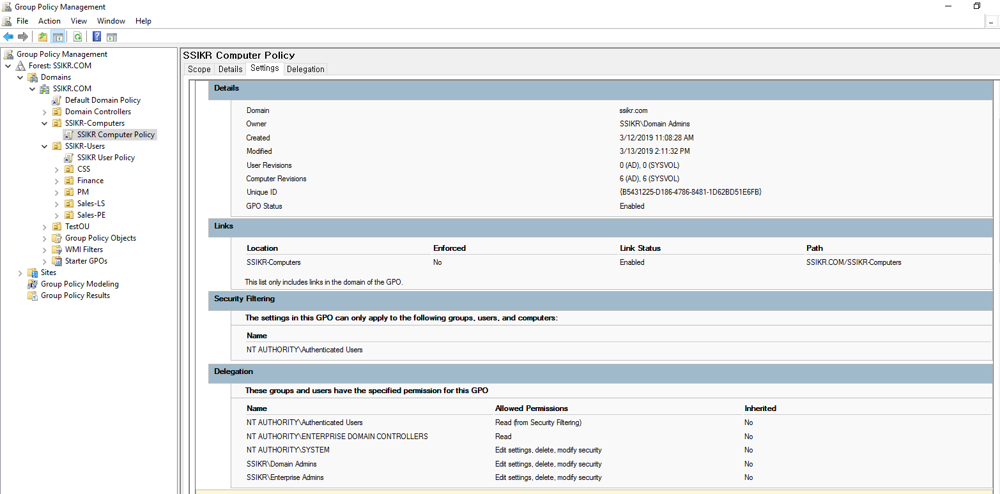 Group Policy Management
File Action View Window Help
Group Policy Management
Forest: SSIKR.COM
Domains
SSIKR.COM
Default Domain Policy
Domain Controllers
SSIKR-Computers
SSIKR Computer Policy
SSIKR-Users
SSIKR User Policy
CSS
Finance
PM
Sales-LS
Sales-PE
TestOU
Group Policy Objects
WMI Filters
Starter GPOs
Sites
Group Policy Modeling
Group Policy Results
SSIKR Computer Policy
Scope Details Settings Delegation
Details
Domain ssikr.com
Owner SSIKR\Domain Admins
Created 3/12/2019 11:08:28 AM
Modified 3/13/2019 2:11:32 PM
User Revisions 0 (AD), 0 (SYSVOL)
Computer Revisions 6 (AD), 6 (SYSVOL)
Unique ID {B5431225-D186-4786-8481-1D62BD51E6FB}
GPO Status Enabled
Links
Location Enforced Link Status Path
SSIKR-Computers No Enabled SSIKR.COM/SSIKR-Computers
This list only includes links in the domain of the GPO.
Security Filtering
The settings in this GPO can only apply to the following groups, users, and computers:
Name
NT AUTHORITY\Authenticated Users
Delegation
These groups and users have the specified permission for this GPO
Name Allowed Permissions Inherited
NT AUTHORITY\Authenticated Users Read (from Security Filtering) No
NT AUTHORITY\ENTERPRISE DOMAIN CONTROLLERS Read No
NT AUTHORITY\SYSTEM Edit settings, delete, modify security No
SSIKR\Domain Admins Edit settings, delete, modify security No
SSIKR\Enterprise Admins Edit settings, delete, modify security No